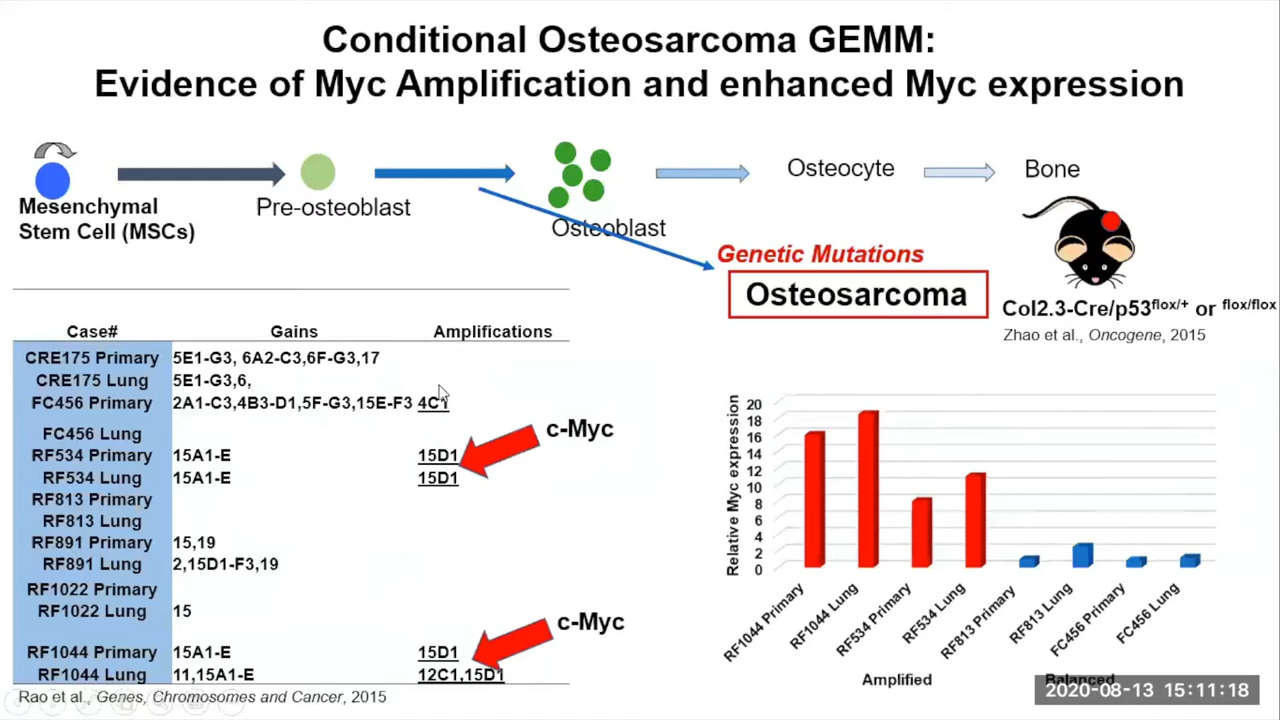 Conditional Osteosarcoma GEMM:
Evidence of Myc Amplification and enhanced Myc expression
Mesenchymal
Stem Cell (MSCs)
Pre-osteoblast
Osteoblast
Osteocyte
Bone
Genetic Mutations
Osteosarcoma
Col2.3-Cre/p53flox/+ or flox/flox
Zhao et al., Oncogene, 2015
Case# Gains Amplifications
CRE175 Primary 5E1-G3, 6A2-C3,6F-G3,17
CRE175 Lung 5E1-G3,6,
FC456 Primary 2A1-C3,4B3-D1,5F-G3,15E-F3 4C1
FC456 Lung
RF534 Primary 15A1-E 15D1
RF534 Lung 15A1-E 15D1
RF813 Primary
RF813 Lung
RF891 Primary 15,19
RF891 Lung 2,15D1-F3,19
RF1022 Primary
RF1022 Lung 15
RF1044 Primary 15A1-E 15D1
RF1044 Lung 11,15A1-E 12C1,15D1
c-Myc
c-Myc
Rao et al., Genes, Chromosomes and Cancer, 2015
Relative Myc expression
20
18
16
14
12
10
8
6
4
2
0
RF1044 Primary
RF1044 Lung
RF534 Primary
RF534 Lung
RF813 Primary
RF813 Lung
FC456 Primary
FC456 Lung
Amplified
Balanced
2020-08-13 15:11:18